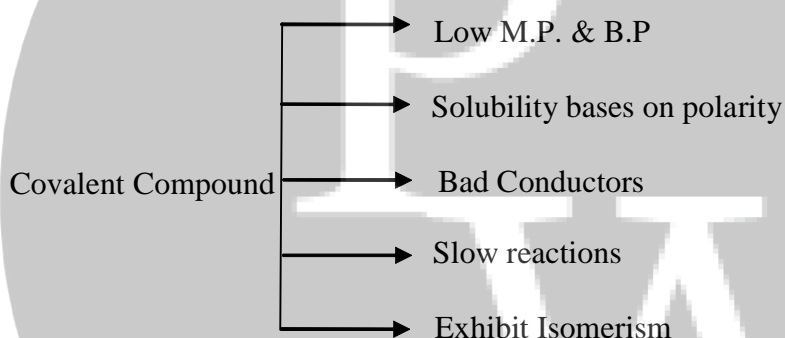 Low M.P. & B.P
Solubility bases on polarity
Covalent Compound
Bad Conductors
Slow reactions
Exhibit Isomerism